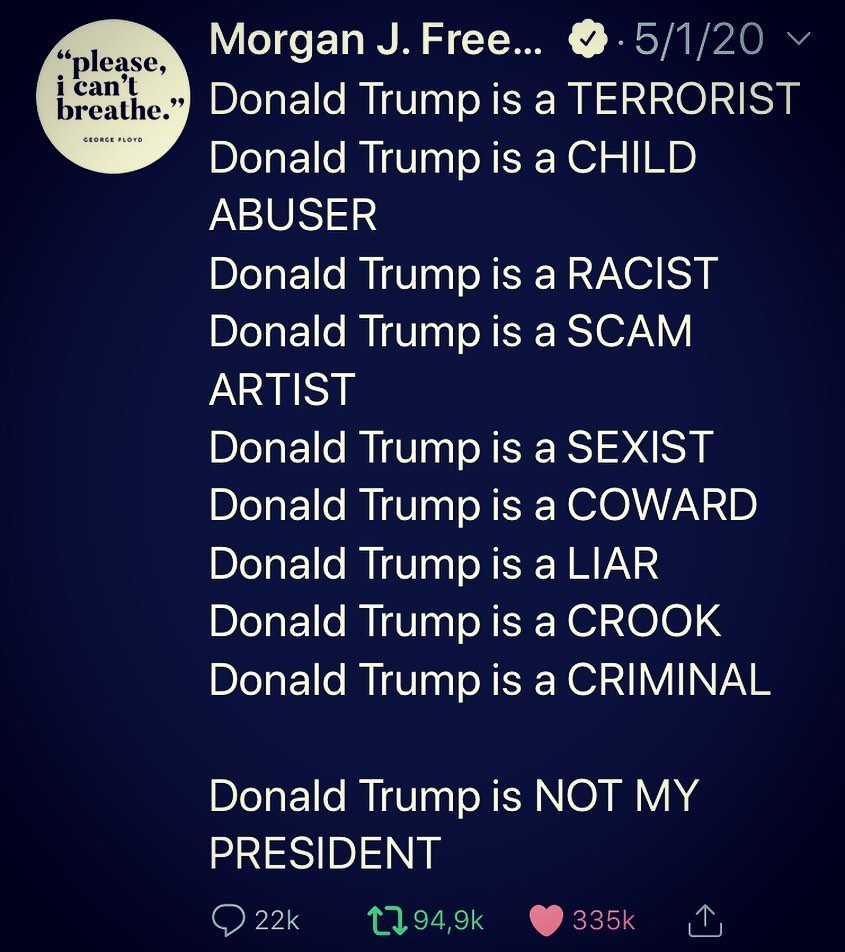 “please,
i can’t
breathe.”
GEORGE FLOYD
Morgan J. Free... · 5/1/20
Donald Trump is a TERRORIST
Donald Trump is a CHILD
ABUSER
Donald Trump is a RACIST
Donald Trump is a SCAM
ARTIST
Donald Trump is a SEXIST
Donald Trump is a COWARD
Donald Trump is a LIAR
Donald Trump is a CROOK
Donald Trump is a CRIMINAL
Donald Trump is NOT MY
PRESIDENT
22k 94,9k 335k